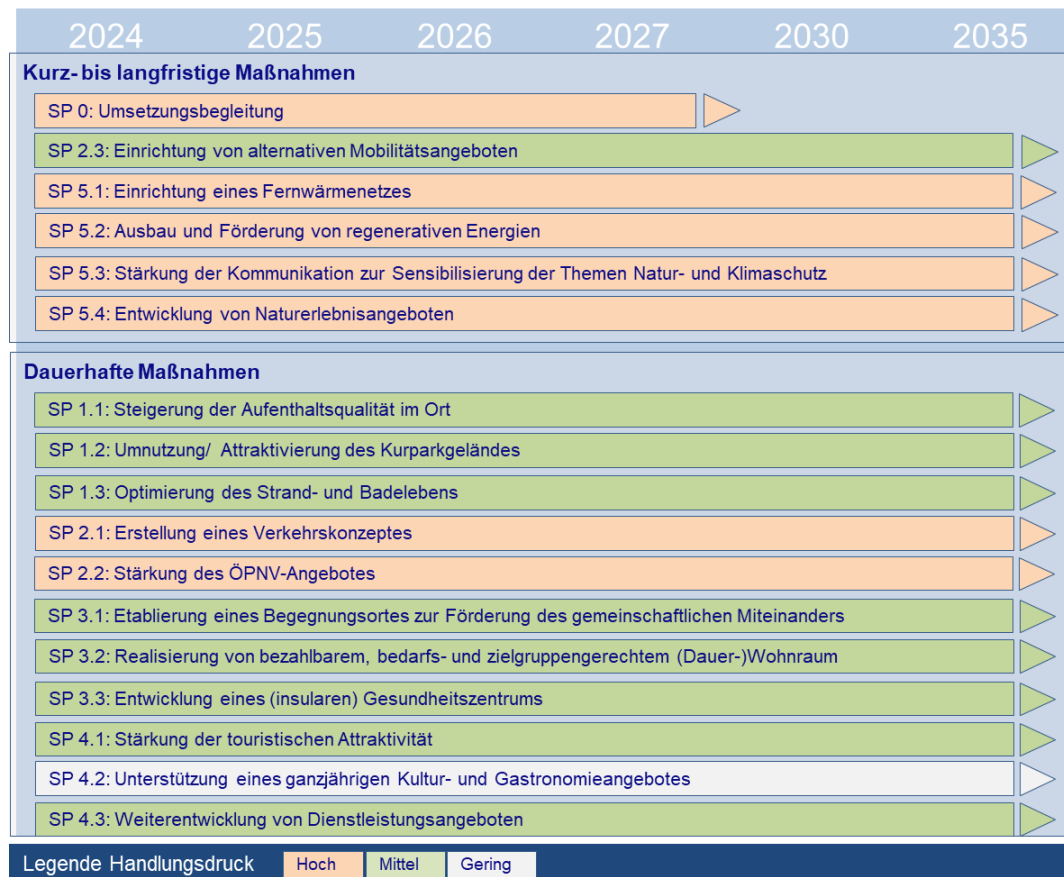 2024 2025 2026 2027 2030 2035
Kurz- bis langfristige Maßnahmen
SP 0: Umsetzungsbegleitung
SP 2.3: Einrichtung von alternativen Mobilitätsangeboten
SP 5.1: Einrichtung eines Fernwärmenetzes
SP 5.2: Ausbau und Förderung von regenerativen Energien
SP 5.3: Stärkung der Kommunikation zur Sensibilisierung der Themen Natur- und Klimaschutz
SP 5.4: Entwicklung von Naturerlebnisangeboten
Dauerhafte Maßnahmen
SP 1.1: Steigerung der Aufenthaltsqualität im Ort
SP 1.2: Umnutzung/ Attraktivierung des Kurparkgeländes
SP 1.3: Optimierung des Strand- und Badelebens
SP 2.1: Erstellung eines Verkehrskonzeptes
SP 2.2: Stärkung des ÖPNV-Angebotes
SP 3.1: Etablierung eines Begegnungsortes zur Förderung des gemeinschaftlichen Miteinanders
SP 3.2: Realisierung von bezahlbarem, bedarfs- und zielgruppengerechtem (Dauer-)Wohnraum
SP 3.3: Entwicklung eines (insularen) Gesundheitszentrums
SP 4.1: Stärkung der touristischen Attraktivität
SP 4.2: Unterstützung eines ganzjährigen Kultur- und Gastronomieangebotes
SP 4.3: Weiterentwicklung von Dienstleistungsangeboten
Legende Handlungsdruck Hoch Mittel Gering